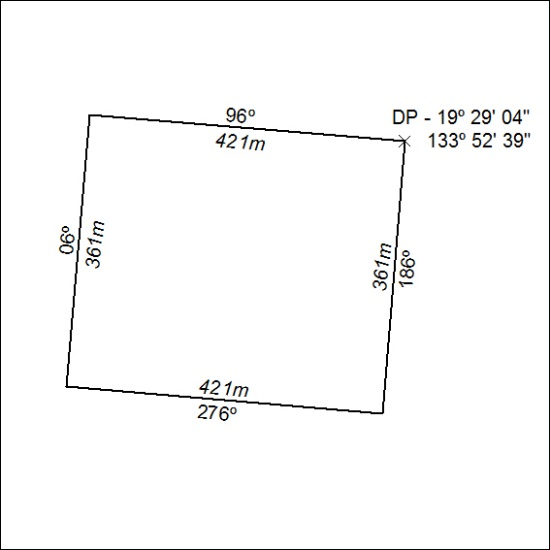 96º
421m
DP - 19º 29' 04"
133º 52' 39"
06º
361m
361m
186º
421m
276º